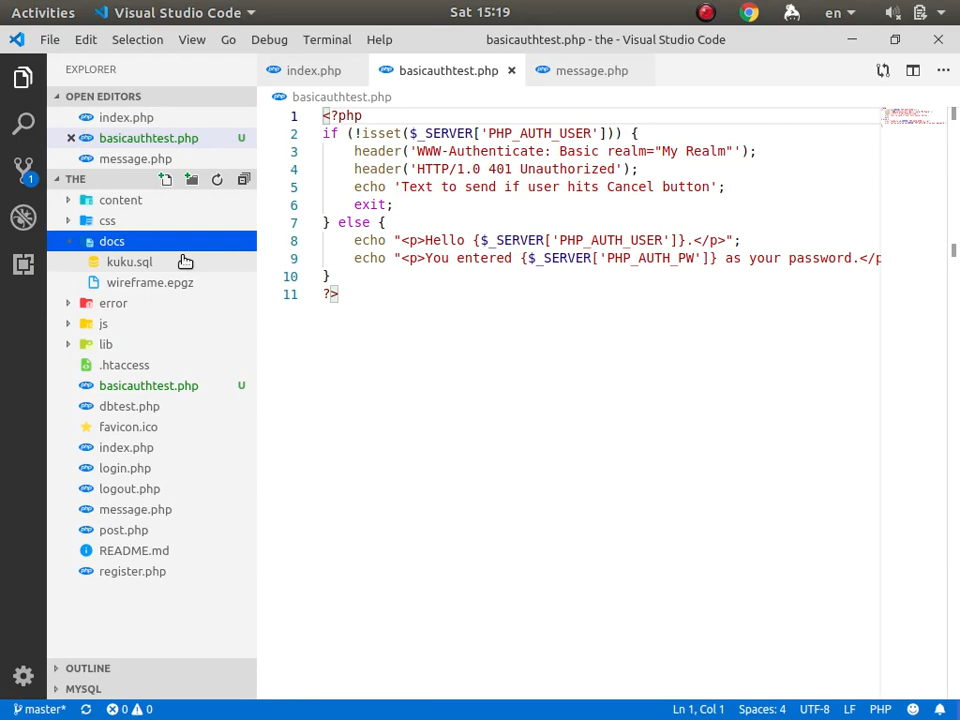 Activities Visual Studio Code Sat 15:19 en
File Edit Selection View Go Debug Terminal Help basicauthtest.php - the - Visual Studio Code
EXPLORER
OPEN EDITORS
index.php
basicauthtest.php U
message.php
1
THE
content
css
docs
kuku.sql
wireframe.epgz
error
js
lib
.htaccess
basicauthtest.php U
dbtest.php
favicon.ico
index.php
login.php
logout.php
message.php
post.php
README.md
register.php
OUTLINE
MYSQL
index.php basicauthtest.php message.php
basicauthtest.php
1 <?php
2 if (!isset($_SERVER['PHP_AUTH_USER'])) {
3 header('WWW-Authenticate: Basic realm="My Realm"');
4 header('HTTP/1.0 401 Unauthorized');
5 echo 'Text to send if user hits Cancel button';
6 exit;
7 } else {
8 echo "<p>Hello {$_SERVER['PHP_AUTH_USER']}.</p>";
9 echo "<p>You entered {$_SERVER['PHP_AUTH_PW']} as your password.</p
10 }
11 ?>
master* 0 0 Ln 1, Col 1 Spaces: 4 UTF-8 LF PHP